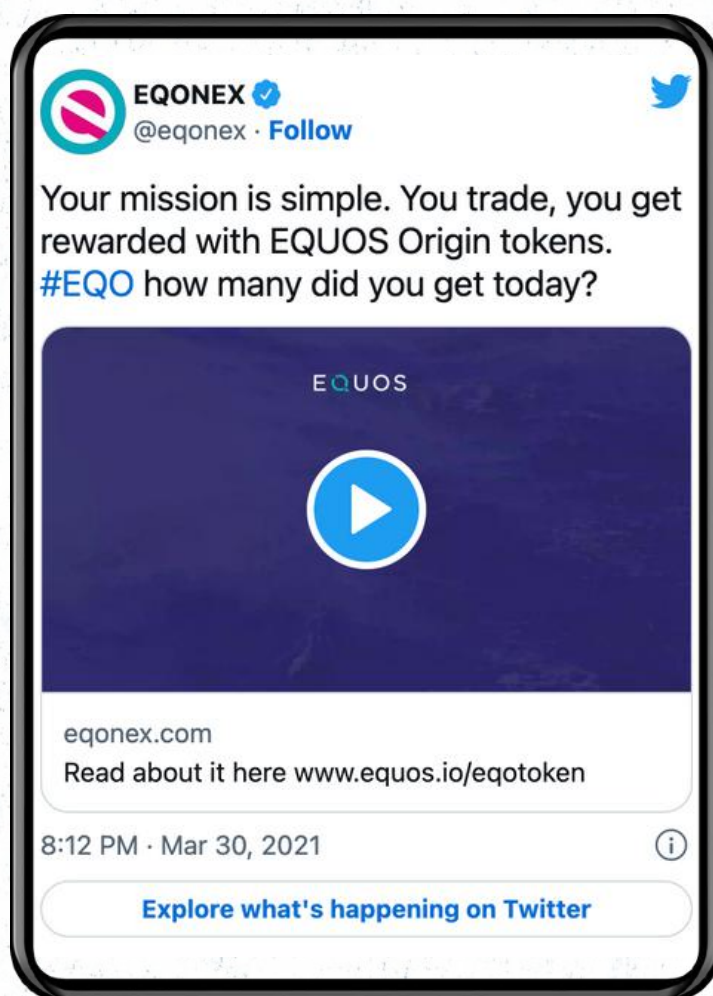 EQONEX
@eqonex · Follow
Your mission is simple. You trade, you get
rewarded with EQUOS Origin tokens.
#EQO how many did you get today?
EQUOS
eqonex.com
Read about it here www.equos.io/eqotoken
8:12 PM · Mar 30, 2021
Explore what's happening on Twitter